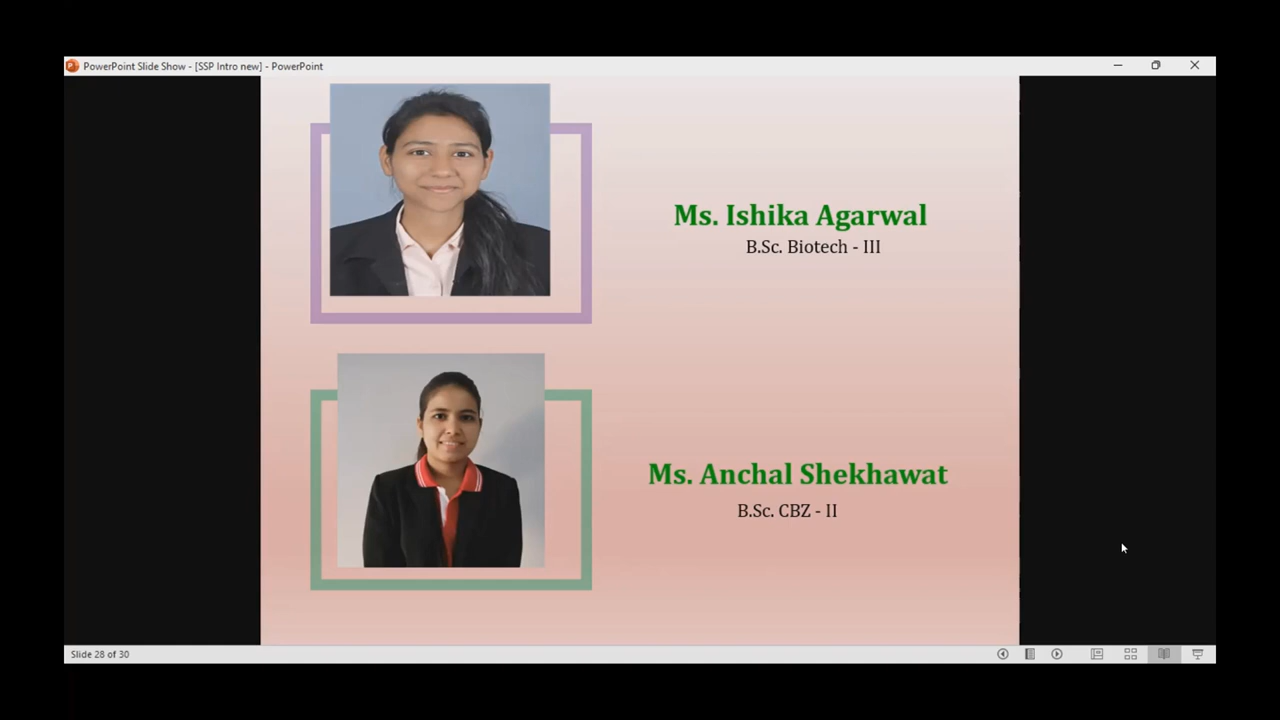 PowerPoint Slide Show - [SSP Intro new] - PowerPoint
Ms. Ishika Agarwal
B.Sc. Biotech - III
Ms. Anchal Shekhawat
B.Sc. CBZ - II
Slide 28 of 30